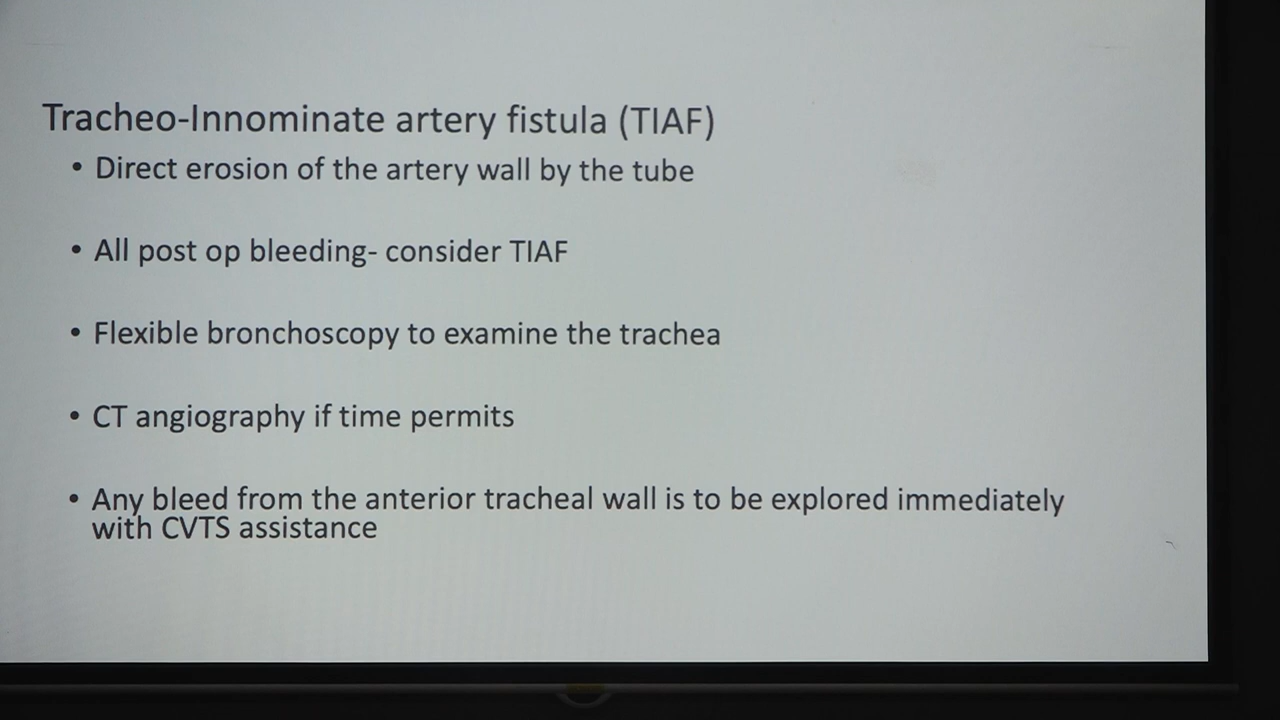 Tracheo-Innominate artery fistula (TIAF)
• Direct erosion of the artery wall by the tube
• All post op bleeding- consider TIAF
• Flexible bronchoscopy to examine the trachea
• CT angiography if time permits
• Any bleed from the anterior tracheal wall is to be explored immediately
with CVTS assistance